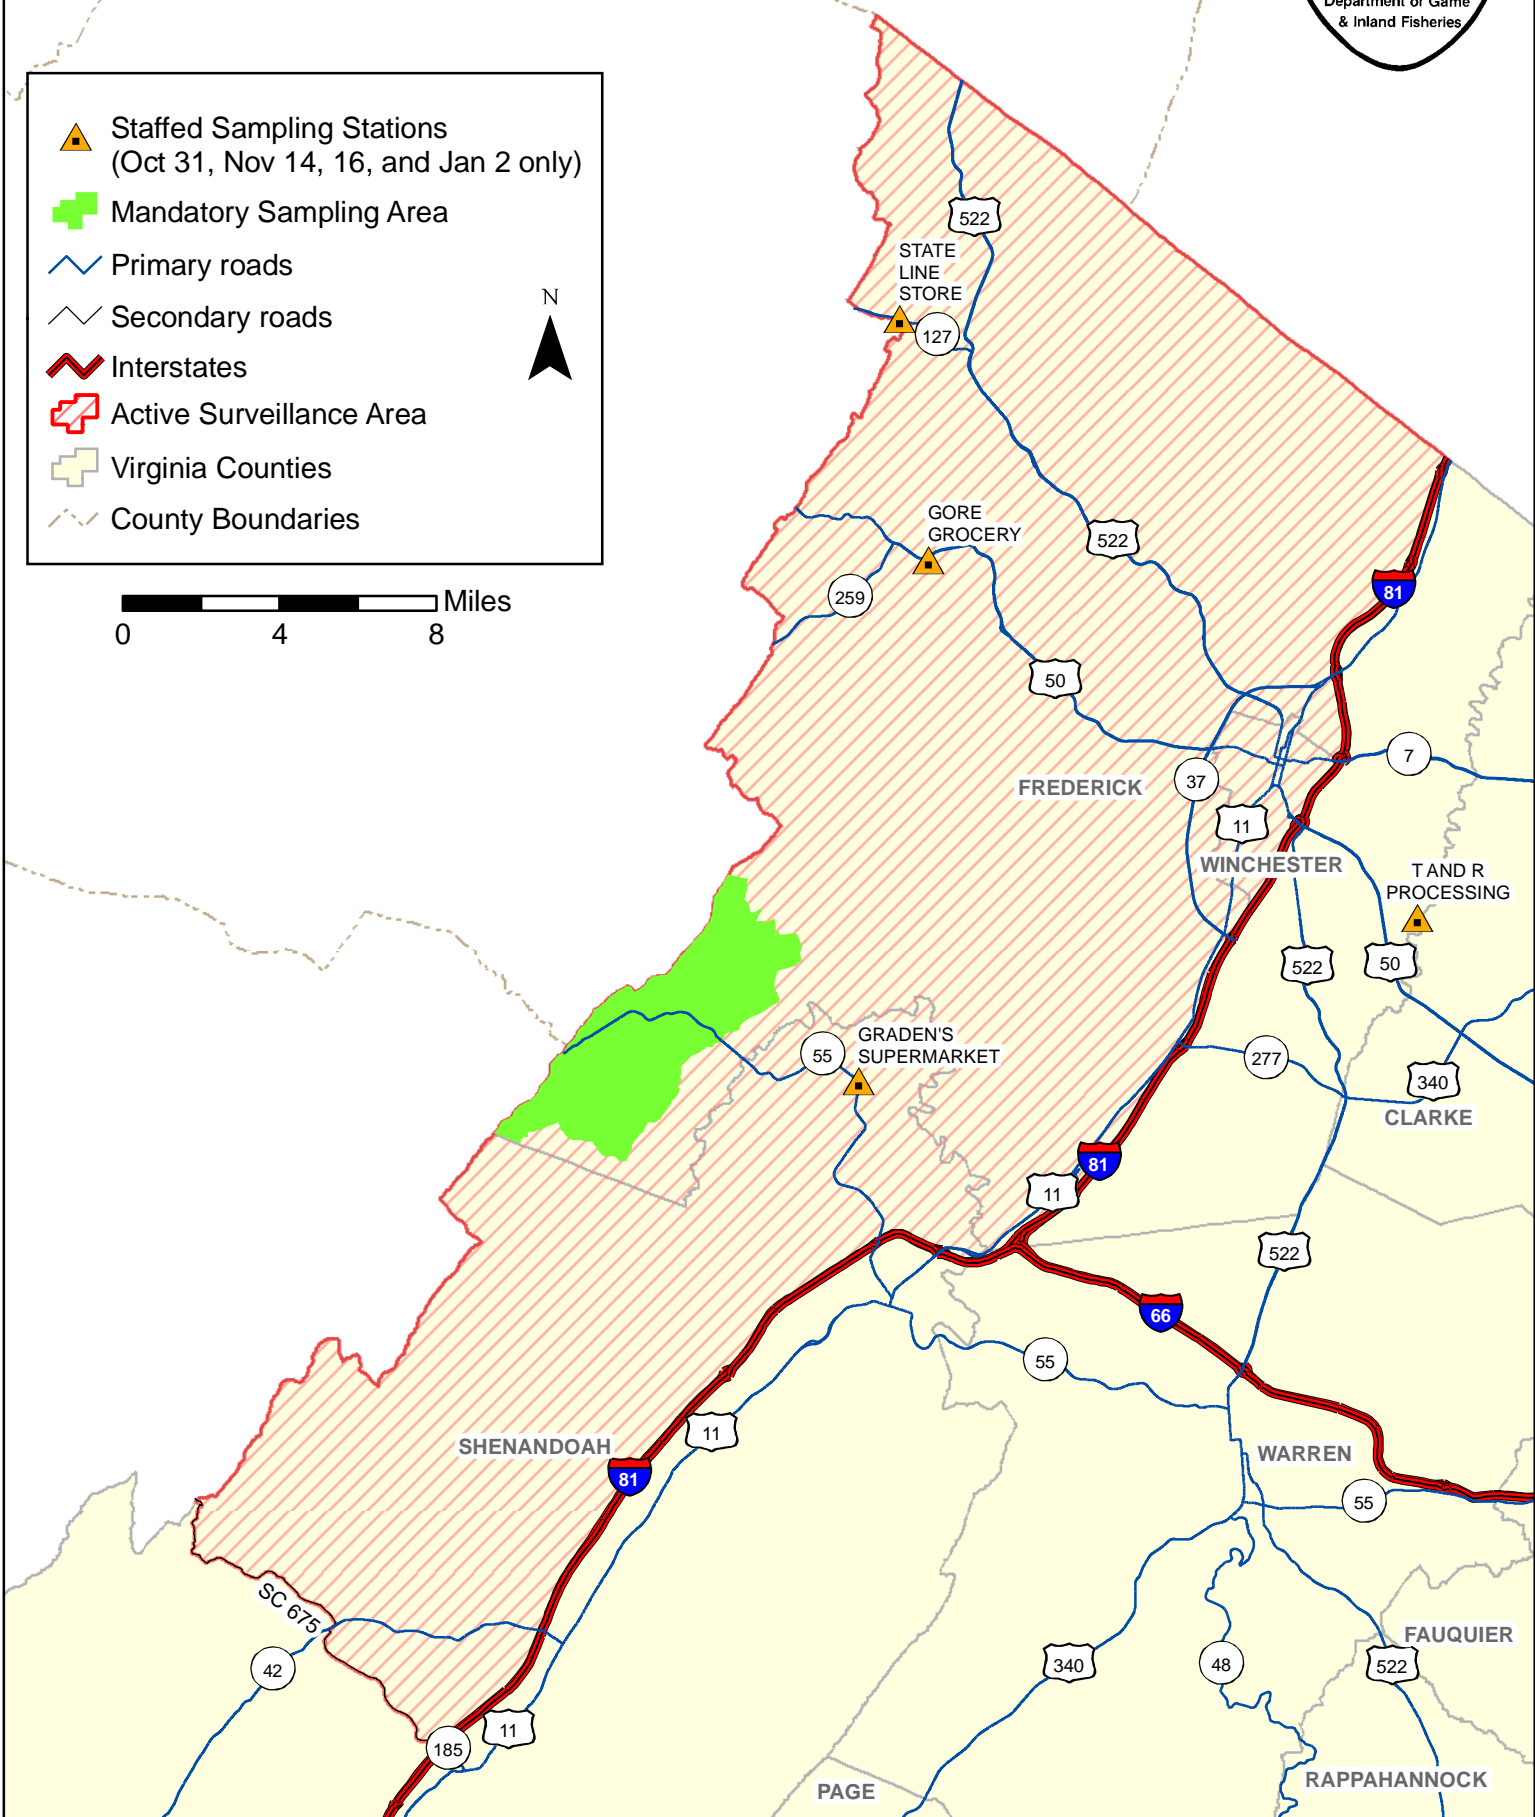 Department of Game
& Inland Fisheries
Staffed Sampling Stations
(Oct 31, Nov 14, 16, and Jan 2 only)
Mandatory Sampling Area
Primary roads
Secondary roads
Interstates
Active Surveillance Area
Virginia Counties
County Boundaries
N
Miles
0 4 8
522
STATE
LINE
STORE
127
GORE
GROCERY
522
259
81
50
7
FREDERICK
37
11
WINCHESTER
T AND R
PROCESSING
522
50
GRADEN'S
SUPERMARKET
55
277
340
CLARKE
81
11
522
66
55
11
SHENANDOAH
81
WARREN
55
SC 675
42
340
48
FAUQUIER
522
11
185
PAGE
RAPPAHANNOCK